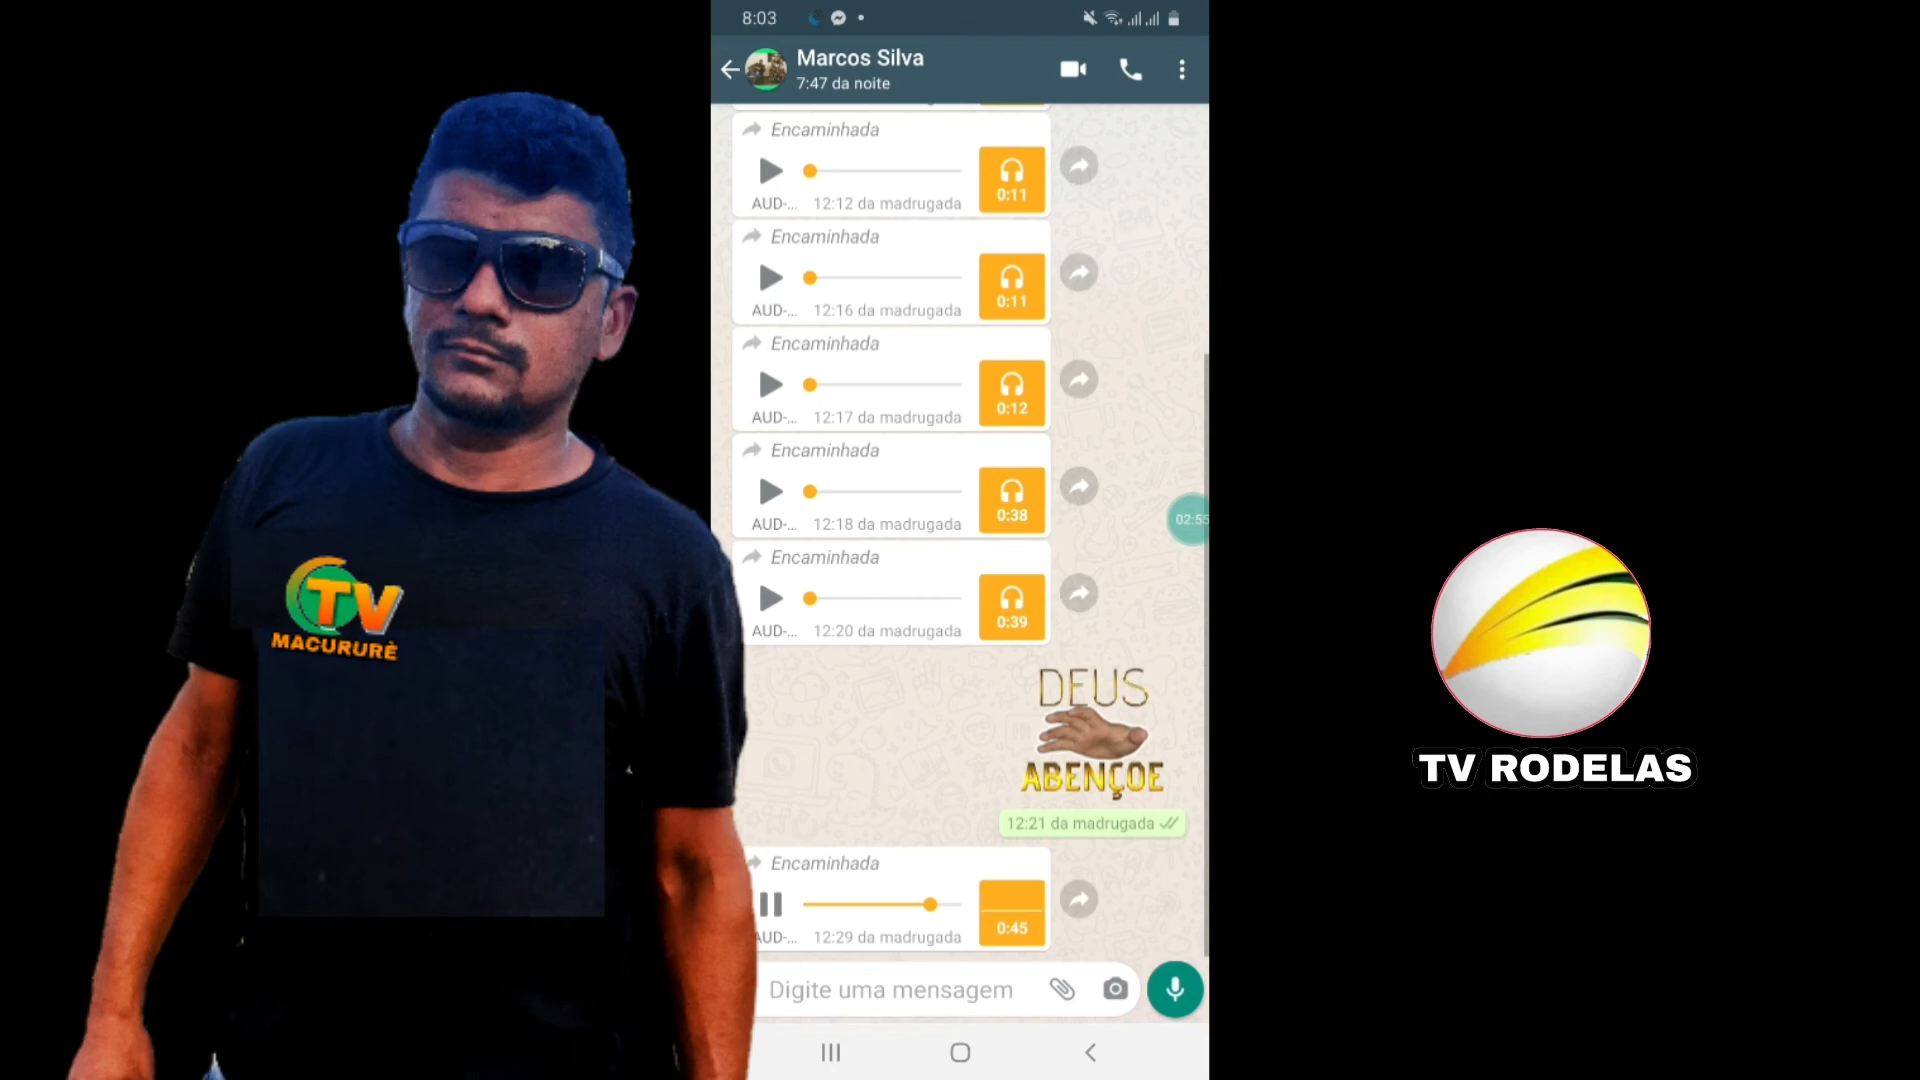 8:03
Marcos Silva
7:47 da noite
Encaminhada
0:11
AUD-... 12:12 da madrugada
Encaminhada
0:11
AUD-... 12:16 da madrugada
Encaminhada
0:12
AUD-... 12:17 da madrugada
Encaminhada
0:38
AUD-... 12:18 da madrugada
Encaminhada
0:39
AUD-... 12:20 da madrugada
02:55
TV
MACURURÈ
DEUS
ABENÇOE
12:21 da madrugada
TV RODELAS
Encaminhada
0:45
AUD-... 12:29 da madrugada
Digite uma mensagem